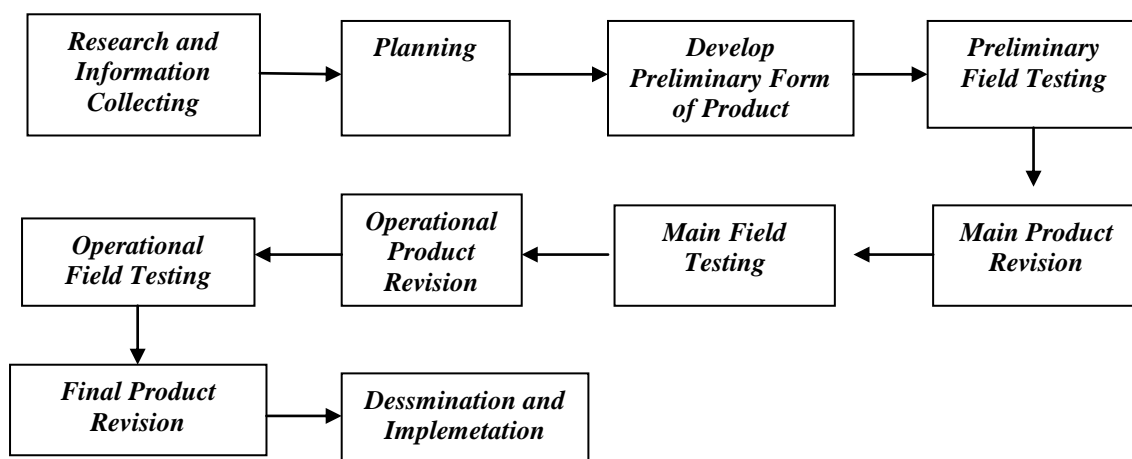 Research and
Information
Collecting
Planning
Develop
Preliminary Form
of Product
Preliminary
Field Testing
Main Product
Revision
Main Field
Testing
Operational
Product
Revision
Operational
Field Testing
Final Product
Revision
Dessmination and
Implemetation